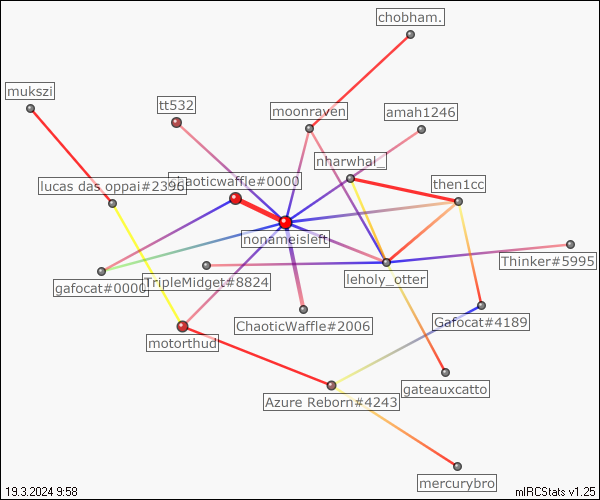 chobham.
mukszi
tt532
moonraven
amah1246
nharwhal_
chaoticwaffle#0000
then1cc
lucas das oppai#2396
nonameisleft
Thinker#5995
gafocat#0000
TripleMidget#8824
leholy_otter
ChaoticWaffle#2006
Gafocat#4189
motorthud
gateauxcatto
Azure Reborn#4243
mercurybro
19.3.2024 9:58
mIRCStats v1.25